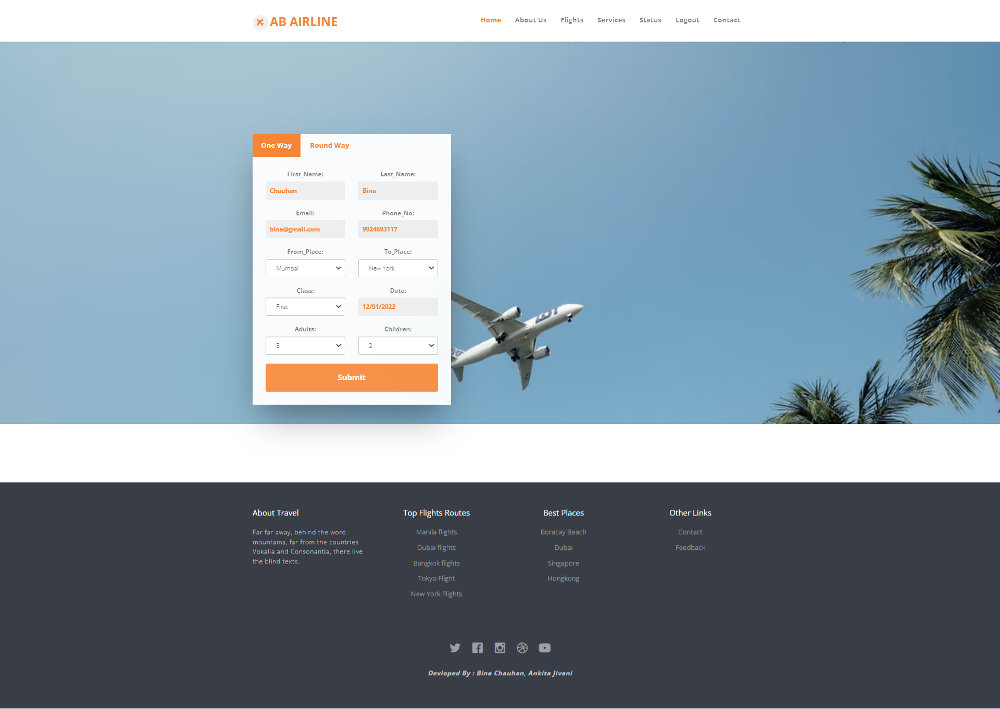 AB AIRLINE
Home About Us Flights Services Status Logout Contact
One Way Round Way
First_Name: Last_Name:
Chauhan Bina
Email: Phone_No:
bina@gmail.com 9924693117
From_Place: To_Place:
Mumbai New York
Class: Date:
First 12/01/2022
Adults: Children:
3 2
Submit
LOT
About Travel
Far far away, behind the word
mountains, far from the countries
Vokalia and Consonantia, there live
the blind texts.
Top Flights Routes
Manila flights
Dubai flights
Bangkok flights
Tokyo Flight
New York Flights
Best Places
Boracay Beach
Dubai
Singapore
Hongkong
Other Links
Contact
Feedback
Devloped By : Bina Chauhan, Ankita Jivani